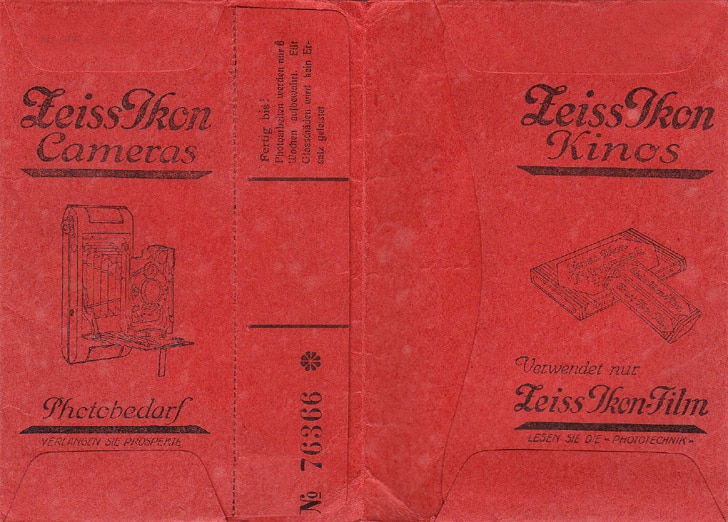 Zeiss Ikon
Cameras
Photobedarf
VERLANGEN SIE PROSPEKTE
Fertig bis:
Photoarbeiten werden nur 6
Wochen aufbewahrt. Für
Glasschäden wird kein Er-
satz geleistet
№ 76366
Zeiss Ikon
Kinos
Verwendet nur
Zeiss Ikon-Film
LESEN SIE DIE - PHOTOTECHNIK -